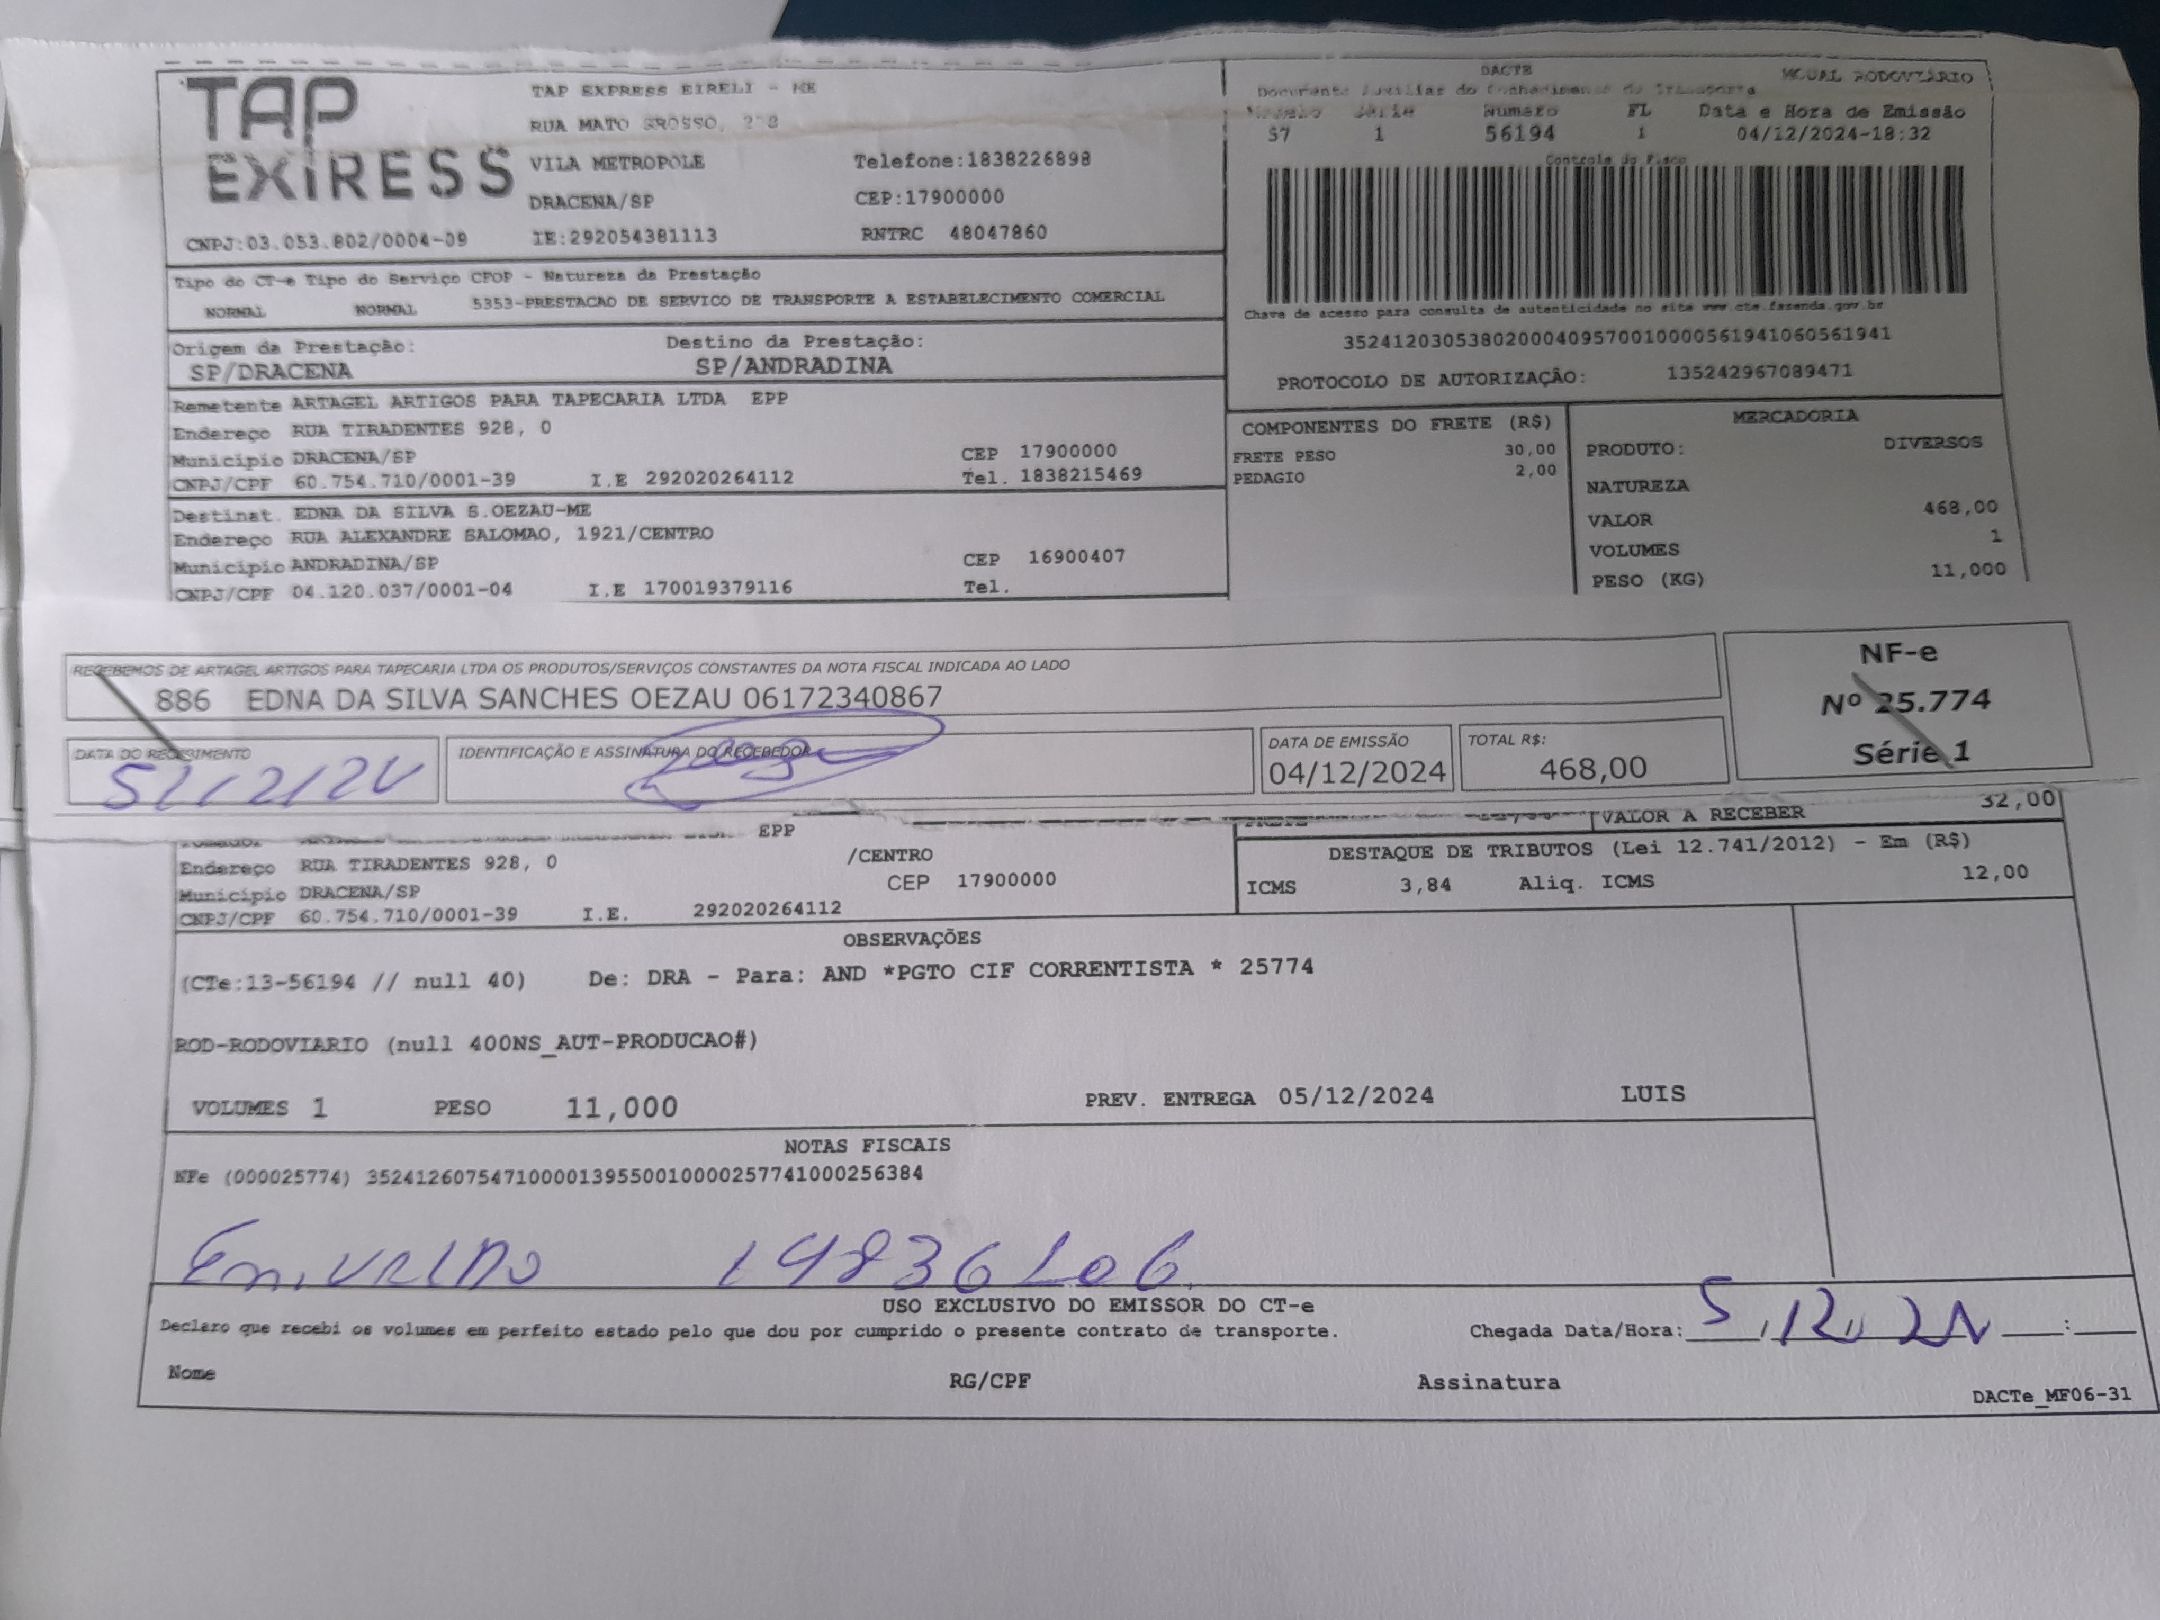 TAP
EXPRESS
TAP EXPRESS EIRELI - ME
RUA MATO GROSSO,
VILA METROPOLE Telefone:1838226898
DRACENA/SP CEP:17900000
CNPJ:03.053.802/0004-09 IE:292054381113 RNTRC 48047860
DACTE MODAL RODOVIÁRIO
Documento Auxiliar do Conhecimento de Transporte
Modelo Série Numero FL Data e Hora de Emissão
57 1 56194 1 04/12/2024-18:32
Controle do Fisco
Chave de acesso para consulta de autenticidade no site www.cte.fazenda.gov.br
35241203053802000409570010000561941060561941
PROTOCOLO DE AUTORIZAÇÃO: 135242967089471
Tipo do CT-e Tipo do Serviço CFOP - Natureza da Prestação
NORMAL NORMAL 5353-PRESTACAO DE SERVICO DE TRANSPORTE A ESTABELECIMENTO COMERCIAL
Origem da Prestação: Destino da Prestação:
SP/DRACENA SP/ANDRADINA
Remetente ARTAGEL ARTIGOS PARA TAPECARIA LTDA EPP
Endereço RUA TIRADENTES 928, 0
Municipio DRACENA/SP CEP 17900000
CNPJ/CPF 60.754.710/0001-39 I.E 292020264112 Tel. 1838215469
Destinat. EDNA DA SILVA S.OEZAU-ME
Endereço RUA ALEXANDRE SALOMAO, 1921/CENTRO
Municipio ANDRADINA/SP CEP 16900407
CNPJ/CPF 04.120.037/0001-04 I.E 170019379116 Tel.
COMPONENTES DO FRETE (R$)
FRETE PESO 30,00
PEDAGIO 2,00
MERCADORIA
PRODUTO: DIVERSOS
NATUREZA
VALOR 468,00
VOLUMES 1
PESO (KG) 11,000
RECEBEMOS DE ARTAGEL ARTIGOS PARA TAPECARIA LTDA OS PRODUTOS/SERVIÇOS CONSTANTES DA NOTA FISCAL INDICADA AO LADO
886 EDNA DA SILVA SANCHES OEZAU 06172340867
NF-e
Nº 25.774
Série 1
DATA DO RECEBIMENTO IDENTIFICAÇÃO E ASSINATURA DO RECEBEDOR DATA DE EMISSÃO TOTAL R$:
5/12/24 04/12/2024 468,00
EPP
VALOR A RECEBER 32,00
Endereço RUA TIRADENTES 928, 0 /CENTRO
Municipio DRACENA/SP CEP 17900000
CNPJ/CPF 60.754.710/0001-39 I.E. 292020264112
DESTAQUE DE TRIBUTOS (Lei 12.741/2012) - Em (R$)
ICMS 3,84 Aliq. ICMS 12,00
OBSERVAÇÕES
(CTe:13-56194 // null 40) De: DRA - Para: AND *PGTO CIF CORRENTISTA * 25774
ROD-RODOVIARIO (null 400NS_AUT-PRODUCAO#)
VOLUMES 1 PESO 11,000 PREV. ENTREGA 05/12/2024 LUIS
NOTAS FISCAIS
NFe (000025774) 35241260754710000139550010000257741000256384
USO EXCLUSIVO DO EMISSOR DO CT-e
Declaro que recebi os volumes em perfeito estado pelo que dou por cumprido o presente contrato de transporte. Chegada Data/Hora: 5/12/24 __:__
Nome RG/CPF Assinatura
DACTe_MF06-31